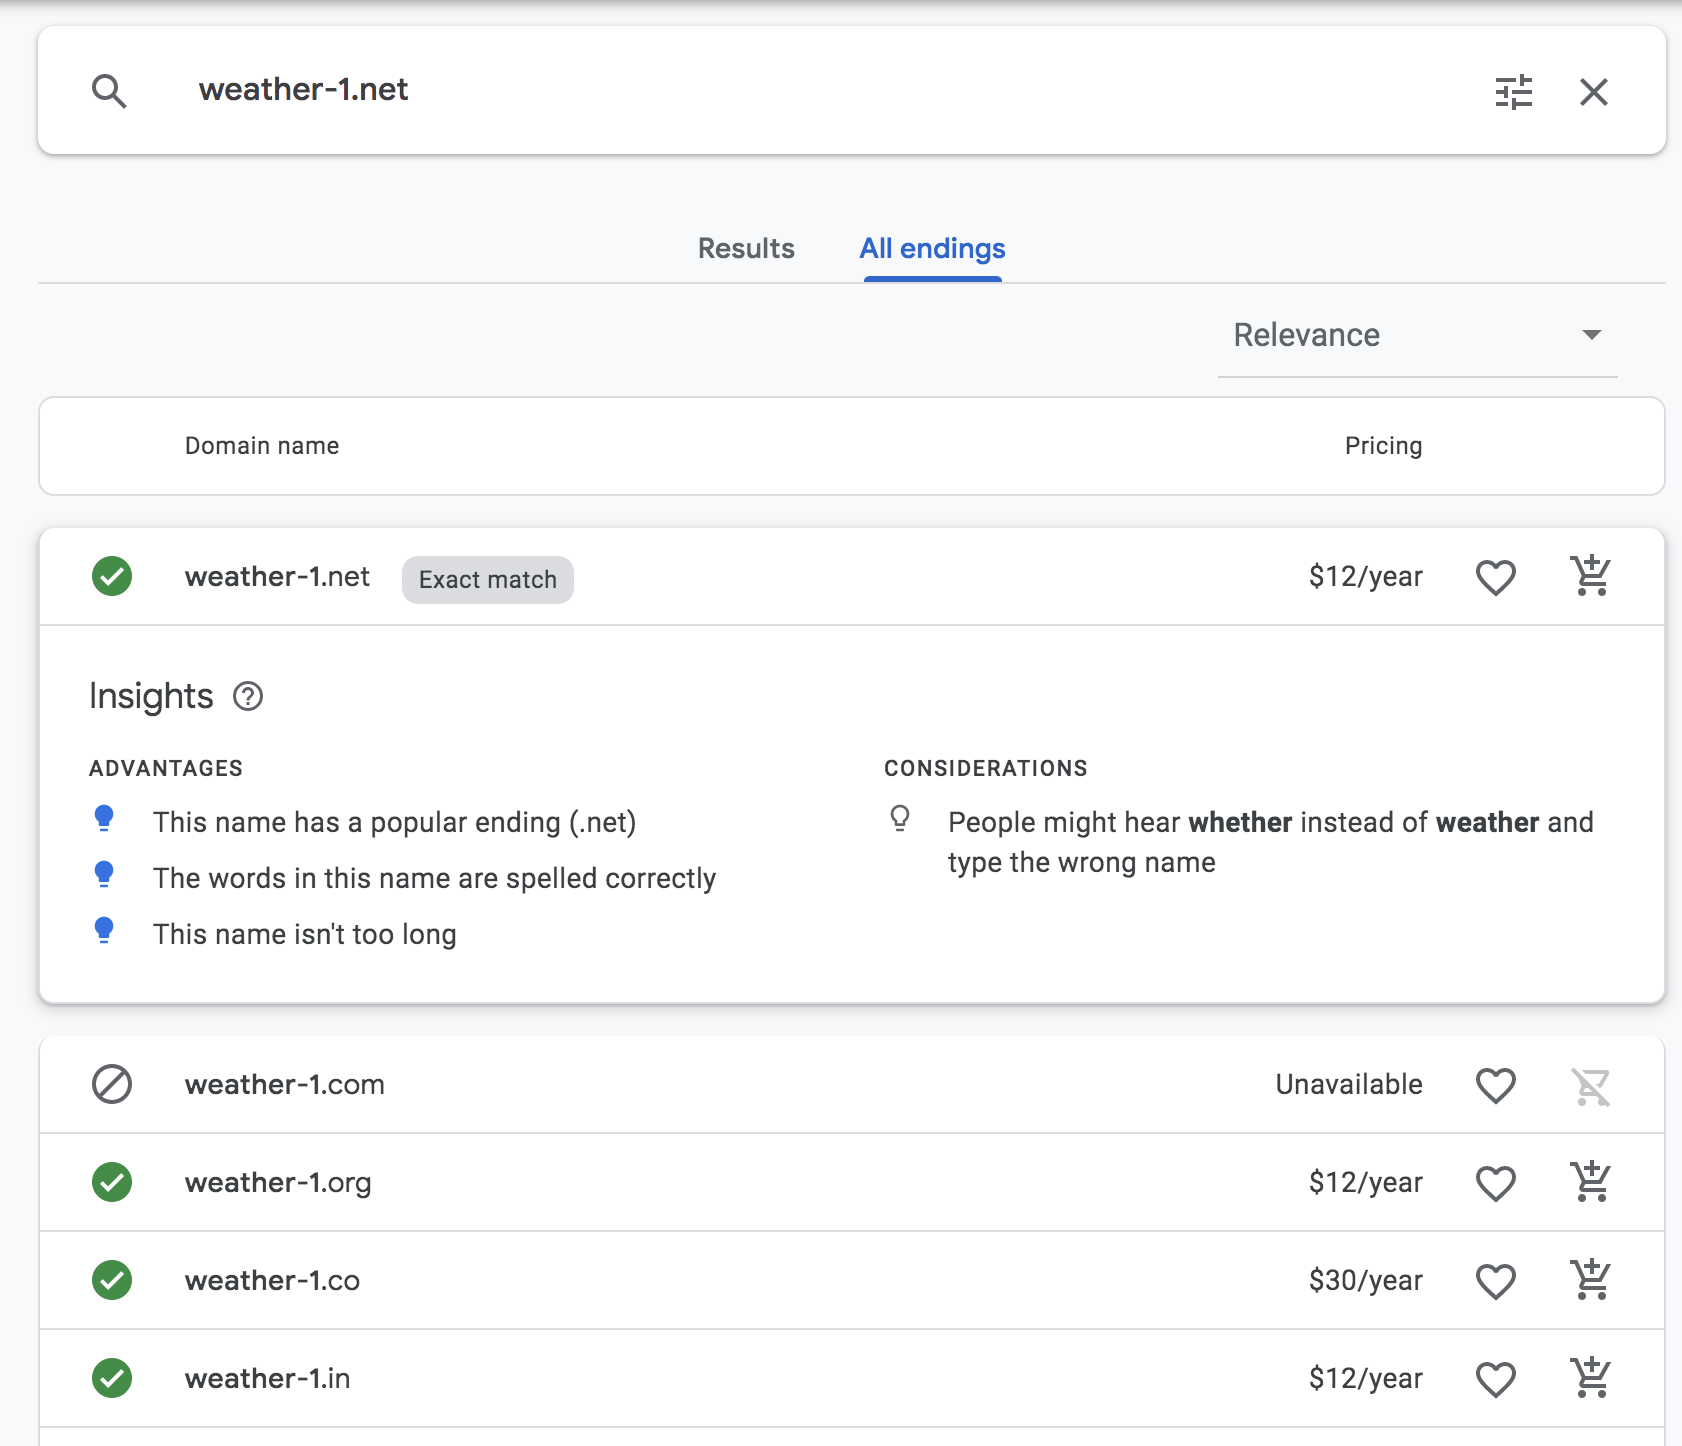 weather-1.net
Results All endings
Relevance
Domain name Pricing
weather-1.net Exact match $12/year
Insights
ADVANTAGES
This name has a popular ending (.net)
The words in this name are spelled correctly
This name isn't too long
CONSIDERATIONS
People might hear whether instead of weather and
type the wrong name
weather-1.com Unavailable
weather-1.org $12/year
weather-1.co $30/year
weather-1.in $12/year